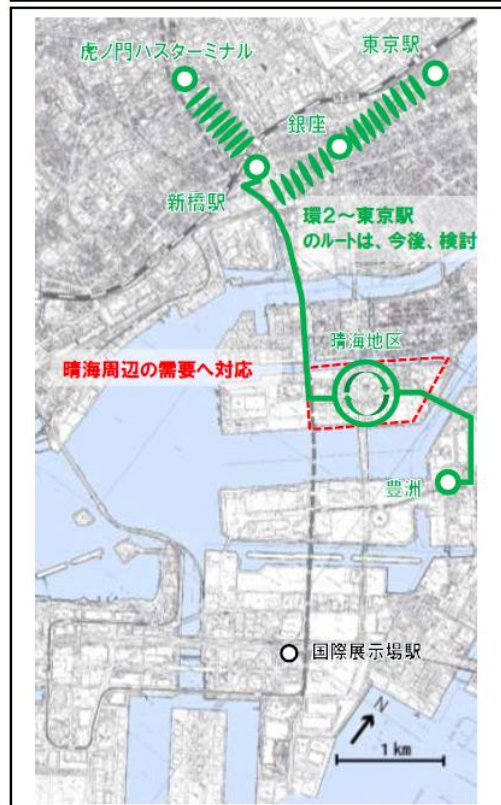 東京駅
虎ノ門バスターミナル
銀座
新橋駅
環2～東京駅
のルートは、今後、検討
晴海地区
晴海周辺の需要へ対応
豊洲
国際展示場駅
N
1 km